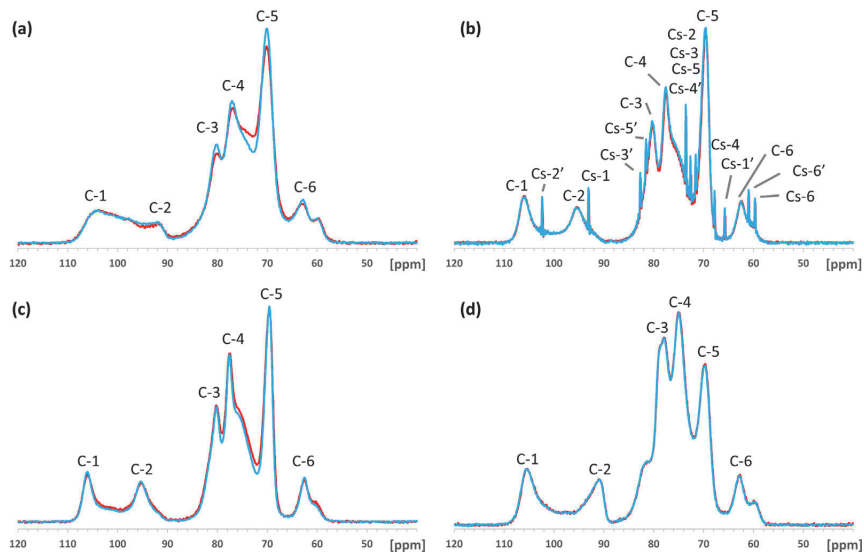 (a)
C-5
C-4
C-3
C-1
C-2
C-6
120 110 100 90 80 70 60 50 [ppm]
(b)
C-5
Cs-2
Cs-3
Cs-5
Cs-4’
C-4
C-3
Cs-5’
Cs-3’
Cs-4
Cs-1’
C-6
Cs-6’
Cs-6
C-1
Cs-2’
C-2
Cs-1
120 110 100 90 80 70 60 50 [ppm]
(c)
C-5
C-4
C-3
C-1
C-2
C-6
120 110 100 90 80 70 60 50 [ppm]
(d)
C-4
C-3
C-5
C-1
C-2
C-6
120 110 100 90 80 70 60 50 [ppm]